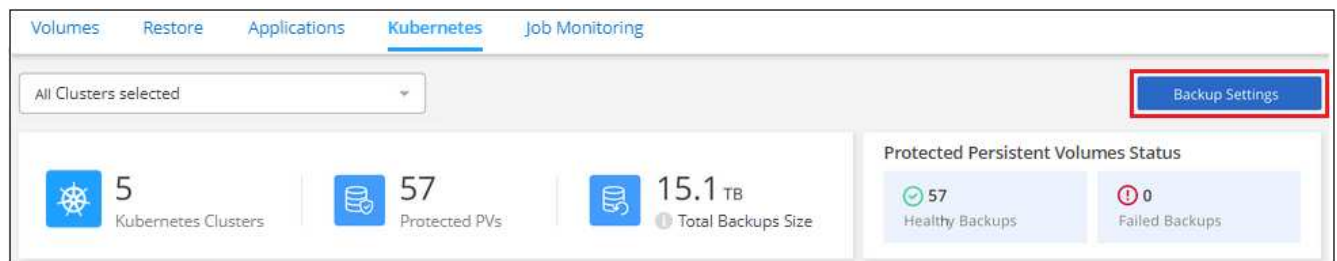 Volumes Restore Applications Kubernetes Job Monitoring
All Clusters selected
Backup Settings
5
Kubernetes Clusters
57
Protected PVs
15.1 TB
Total Backups Size
Protected Persistent Volumes Status
57
Healthy Backups
0
Failed Backups